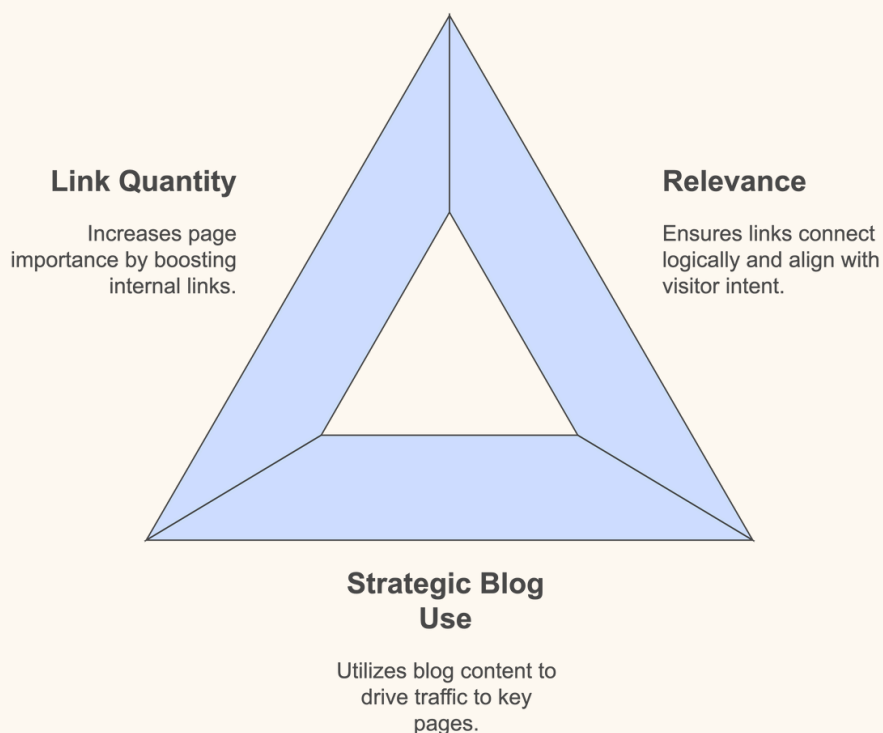 Link Quantity
Increases page
importance by boosting
internal links.
Relevance
Ensures links connect
logically and align with
visitor intent.
Strategic Blog
Use
Utilizes blog content to
drive traffic to key
pages.